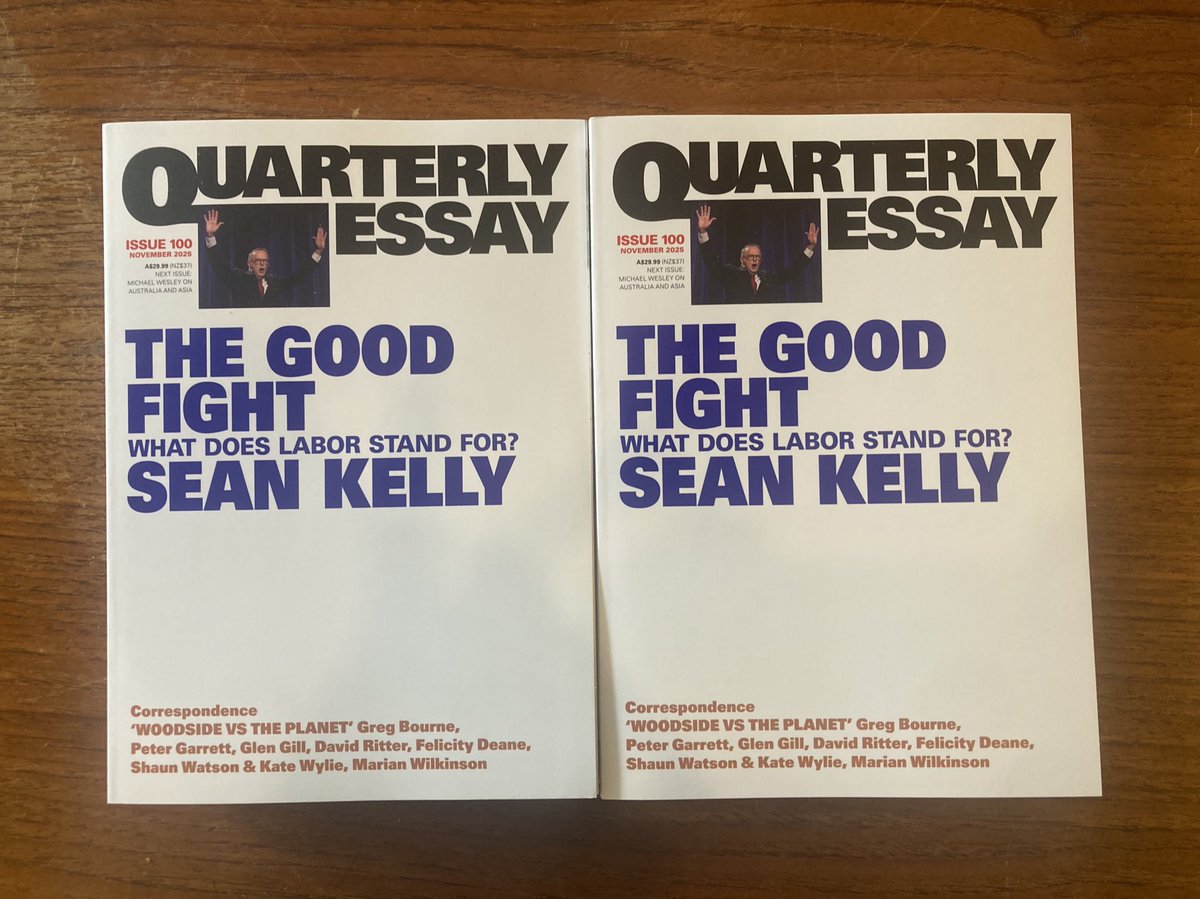 QUARTERLY
ESSAY
ISSUE 100
NOVEMBER 2025
A$29.99 (NZ$37)
NEXT ISSUE:
MICHAEL WESLEY ON
AUSTRALIA AND ASIA
THE GOOD
FIGHT
WHAT DOES LABOR STAND FOR?
SEAN KELLY
Correspondence
‘WOODSIDE VS THE PLANET’ Greg Bourne,
Peter Garrett, Glen Gill, David Ritter, Felicity Deane,
Shaun Watson & Kate Wylie, Marian Wilkinson
QUARTERLY
ESSAY
ISSUE 100
NOVEMBER 2025
A$29.99 (NZ$37)
NEXT ISSUE:
MICHAEL WESLEY ON
AUSTRALIA AND ASIA
THE GOOD
FIGHT
WHAT DOES LABOR STAND FOR?
SEAN KELLY
Correspondence
‘WOODSIDE VS THE PLANET’ Greg Bourne,
Peter Garrett, Glen Gill, David Ritter, Felicity Deane,
Shaun Watson & Kate Wylie, Marian Wilkinson